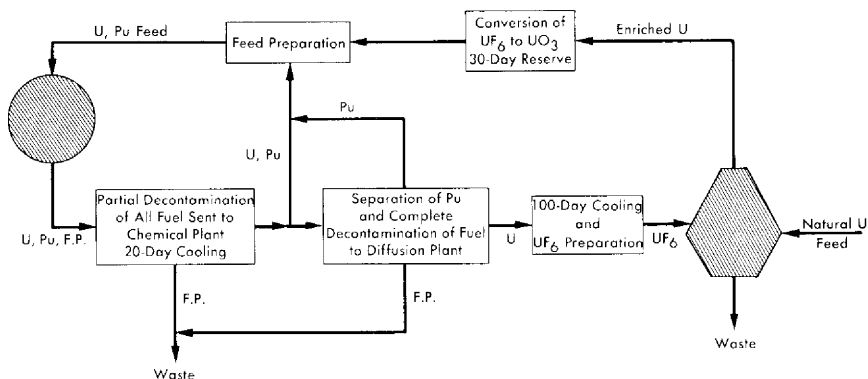 U, Pu Feed
Feed Preparation
Conversion of
UF6 to UO3
30-Day Reserve
Enriched U
Pu
U, Pu
U, Pu, F.P.
Partial Decontamination
of All Fuel Sent to
Chemical Plant
20-Day Cooling
Separation of Pu
and Complete
Decontamination of Fuel
to Diffusion Plant
U
100-Day Cooling
and
UF6 Preparation
UF6
Natural U
Feed
F.P.
F.P.
Waste
Waste